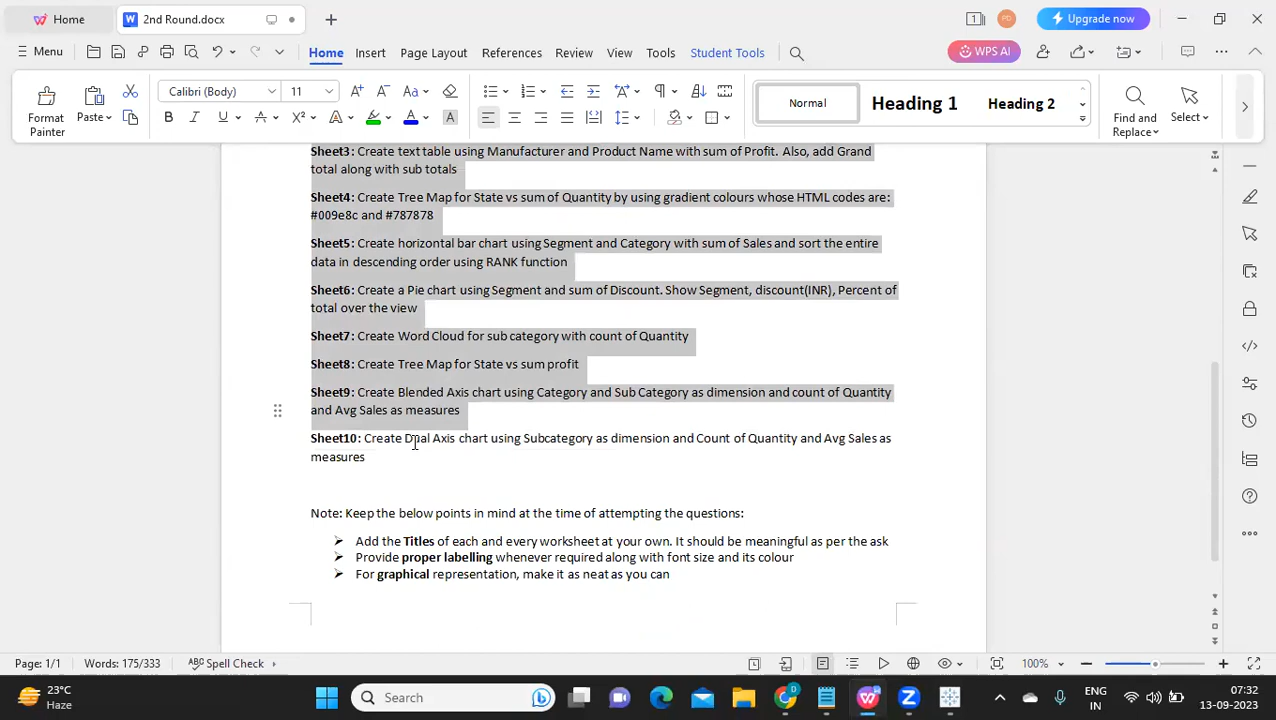 Home
2nd Round.docx
1
PD
Upgrade now
Menu
Home
Insert
Page Layout
References
Review
View
Tools
Student Tools
WPS AI
Format Painter
Paste
Calibri (Body)
11
Normal
Heading 1
Heading 2
Find and Replace
Select
Sheet3: Create text table using Manufacturer and Product Name with sum of Profit. Also, add Grand
total along with sub totals
Sheet4: Create Tree Map for State vs sum of Quantity by using gradient colours whose HTML codes are:
#009e8c and #787878
Sheet5: Create horizontal bar chart using Segment and Category with sum of Sales and sort the entire
data in descending order using RANK function
Sheet6: Create a Pie chart using Segment and sum of Discount. Show Segment, discount(INR), Percent of
total over the view
Sheet7: Create Word Cloud for sub category with count of Quantity
Sheet8: Create Tree Map for State vs sum profit
Sheet9: Create Blended Axis chart using Category and Sub Category as dimension and count of Quantity
and Avg Sales as measures
Sheet10: Create Dual Axis chart using Subcategory as dimension and Count of Quantity and Avg Sales as
measures
Note: Keep the below points in mind at the time of attempting the questions:
Add the Titles of each and every worksheet at your own. It should be meaningful as per the ask
Provide proper labelling whenever required along with font size and its colour
For graphical representation, make it as neat as you can
Page: 1/1
Words: 175/333
Spell Check
100%
23°C
Haze
Search
ENG
IN
07:32
13-09-2023